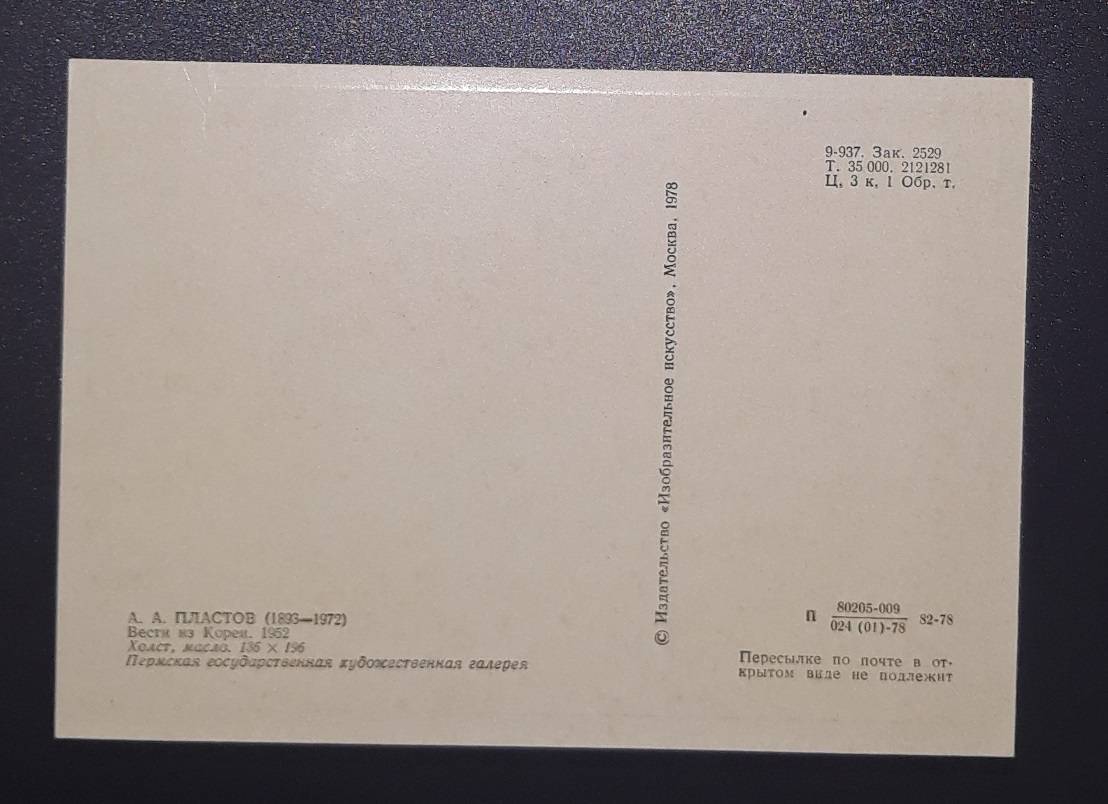 9-937. Зак. 2529
Т. 35 000. 2121281
Ц. 3 к. 1 Обр. т.
© Издательство «Изобразительное искусство», Москва, 1978
А. А. ПЛАСТОВ (1893—1972)
Вести из Кореи. 1952
Холст, масло. 136 × 196
Пермская государственная художественная галерея
П 80205-009
024 (01)-78 82-78
Пересылке по почте в от-
крытом виде не подлежит